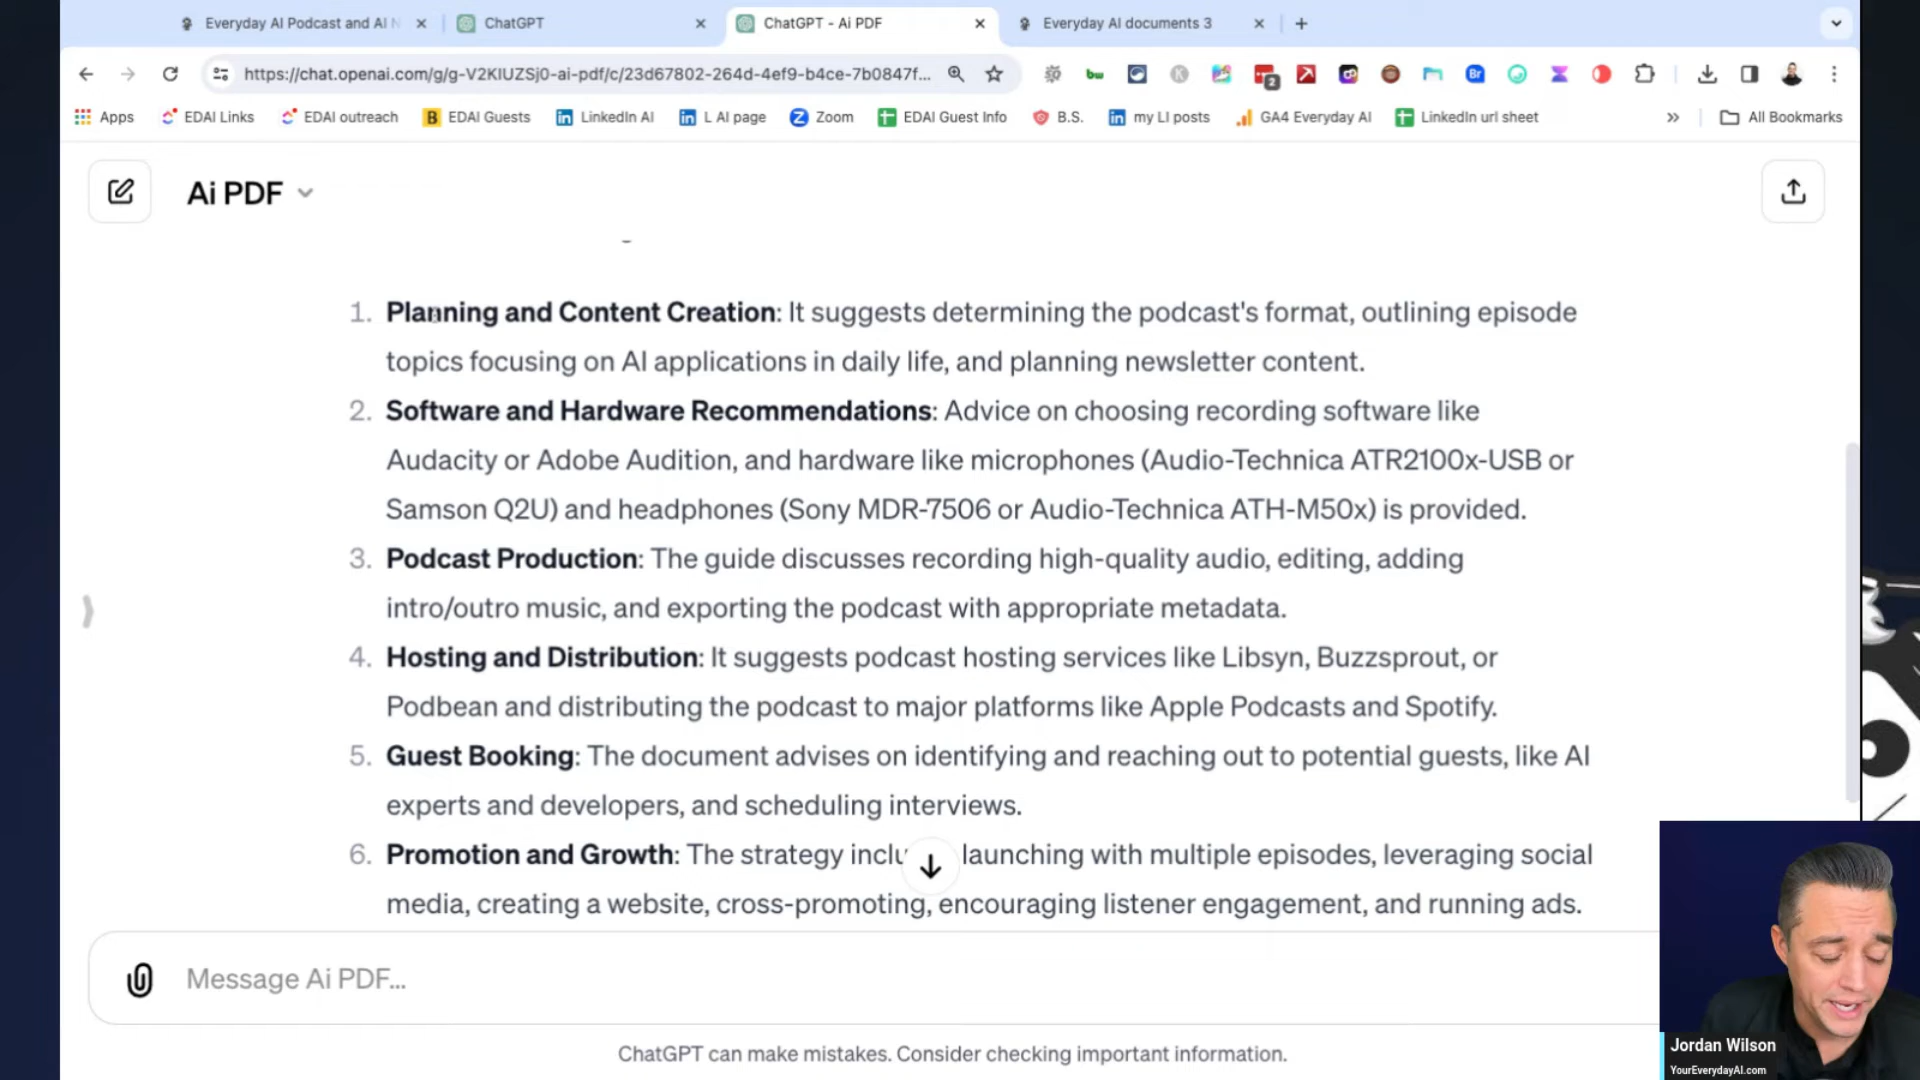 Everyday AI Podcast and AI N
ChatGPT
ChatGPT - Ai PDF
Everyday AI documents 3
https://chat.openai.com/g/g-V2KIUZSj0-ai-pdf/c/23d67802-264d-4ef9-b4ce-7b0847f...
2
Apps
EDAI Links
EDAI outreach
EDAI Guests
LinkedIn AI
L AI page
Zoom
EDAI Guest Info
B.S.
my LI posts
GA4 Everyday AI
LinkedIn url sheet
All Bookmarks
Ai PDF
1. Planning and Content Creation: It suggests determining the podcast's format, outlining episode
topics focusing on AI applications in daily life, and planning newsletter content.
2. Software and Hardware Recommendations: Advice on choosing recording software like
Audacity or Adobe Audition, and hardware like microphones (Audio-Technica ATR2100x-USB or
Samson Q2U) and headphones (Sony MDR-7506 or Audio-Technica ATH-M50x) is provided.
3. Podcast Production: The guide discusses recording high-quality audio, editing, adding
intro/outro music, and exporting the podcast with appropriate metadata.
4. Hosting and Distribution: It suggests podcast hosting services like Libsyn, Buzzsprout, or
Podbean and distributing the podcast to major platforms like Apple Podcasts and Spotify.
5. Guest Booking: The document advises on identifying and reaching out to potential guests, like AI
experts and developers, and scheduling interviews.
6. Promotion and Growth: The strategy inclu launching with multiple episodes, leveraging social
media, creating a website, cross-promoting, encouraging listener engagement, and running ads.
Message Ai PDF...
ChatGPT can make mistakes. Consider checking important information.
Jordan Wilson
YourEverydayAI.com